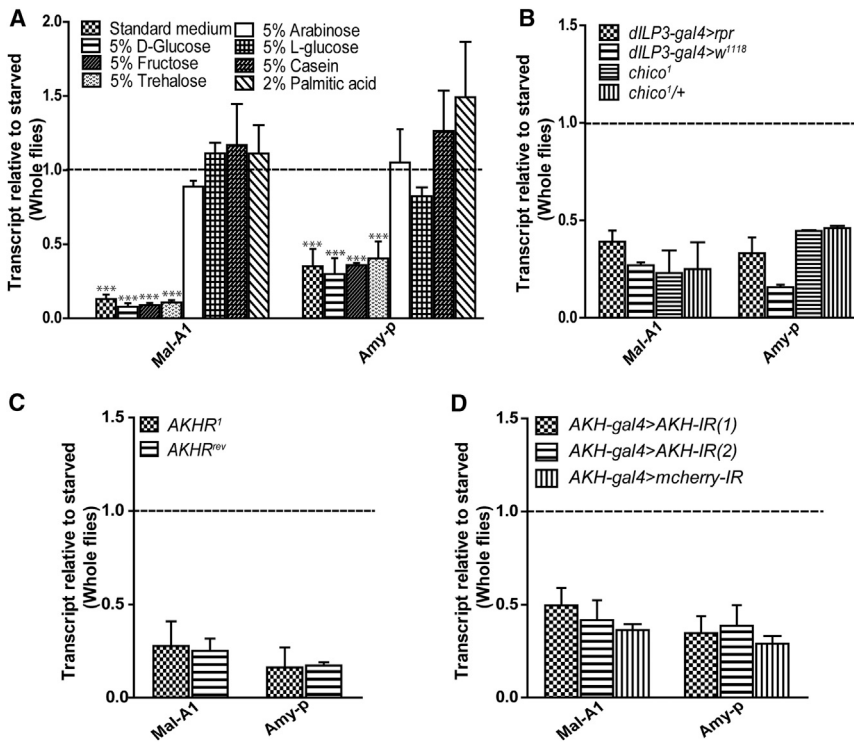 A
Transcript relative to starved
(Whole flies)
2.0
1.5
1.0
0.5
0.0
Standard medium
5% D-Glucose
5% Fructose
5% Trehalose
5% Arabinose
5% L-glucose
5% Casein
2% Palmitic acid
***
***
***
***
***
***
***
***
Mal-A1
Amy-p
B
Transcript relative to starved
(Whole flies)
1.5
1.0
0.5
0.0
dILP3-gal4>rpr
dILP3-gal4>w1118
chico1
chico1/+
Mal-A1
Amy-p
C
Transcript relative to starved
(Whole flies)
1.5
1.0
0.5
0.0
AKHR1
AKHRrev
Mal-A1
Amy-p
D
Transcript relative to starved
(Whole flies)
1.5
1.0
0.5
0.0
AKH-gal4>AKH-IR(1)
AKH-gal4>AKH-IR(2)
AKH-gal4>mcherry-IR
Mal-A1
Amy-p